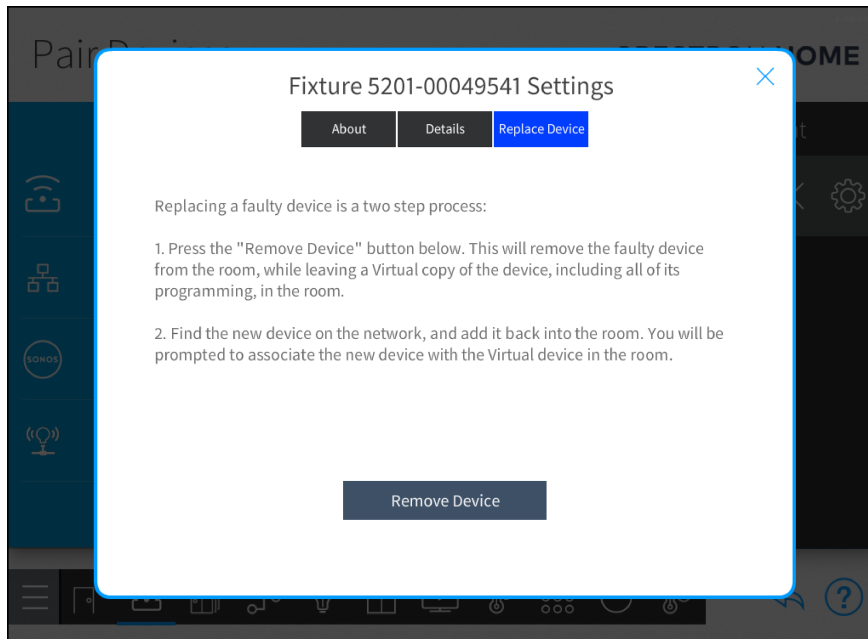 Pair
OME
Fixture 5201-00049541 Settings
About
Details
Replace Device
Replacing a faulty device is a two step process:
1. Press the "Remove Device" button below. This will remove the faulty device
from the room, while leaving a Virtual copy of the device, including all of its
programming, in the room.
2. Find the new device on the network, and add it back into the room. You will be
prompted to associate the new device with the Virtual device in the room.
SONOS
Remove Device
?